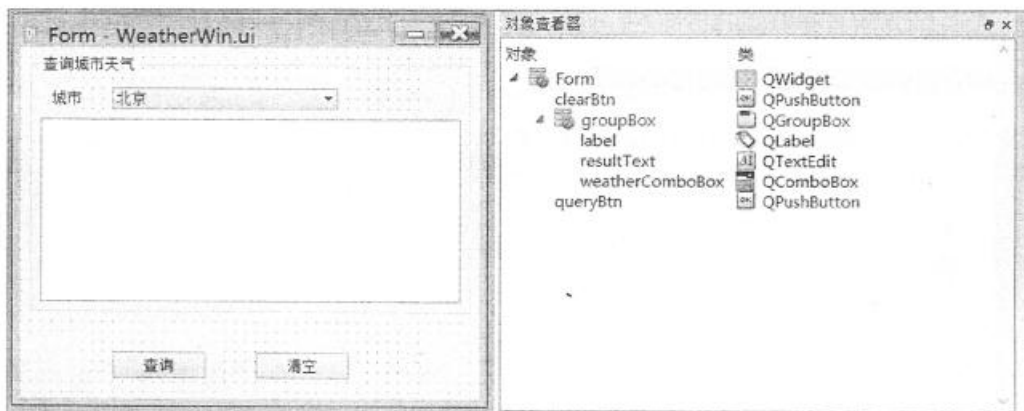 Form - WeatherWin.ui
查询城市天气
城市 北京
查询 清空
对象查看器
对象 类
Form QWidget
clearBtn QPushButton
groupBox QGroupBox
label QLabel
resultText QTextEdit
weatherComboBox QComboBox
queryBtn QPushButton